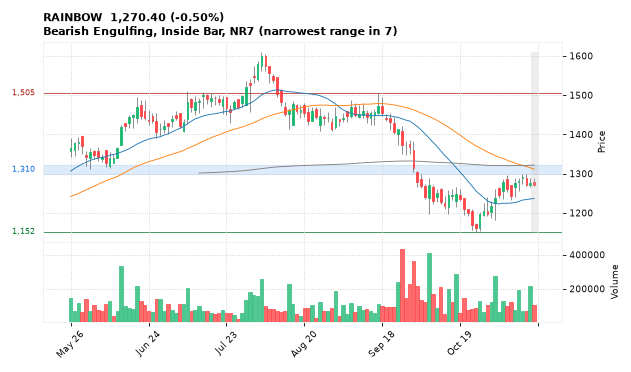 RAINBOW 1,270.40 (-0.50%)
Bearish Engulfing, Inside Bar, NR7 (narrowest range in 7)
1600
1,505
1500
1400
Price
1,310
1300
1200
1,152
400000
Volume
200000
May 26
Jun 24
Jul 23
Aug 20
Sep 18
Oct 19